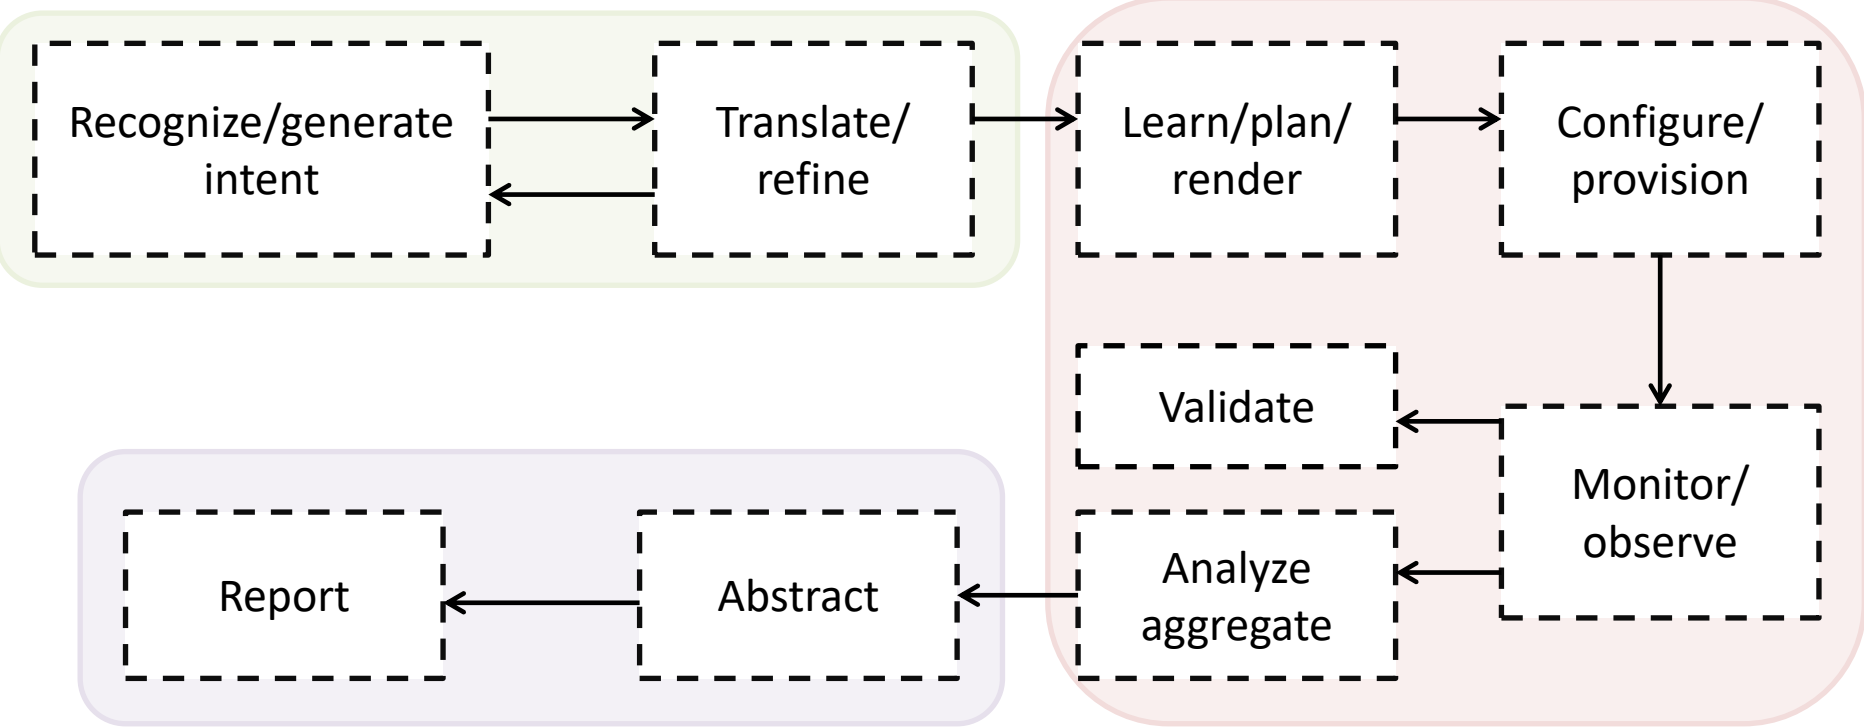 Recognize/generate
intent
Translate/
refine
Learn/plan/
render
Configure/
provision
Validate
Monitor/
observe
Report
Abstract
Analyze
aggregate